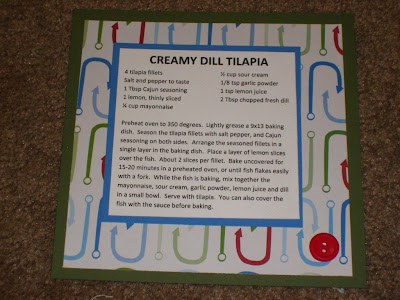 CREAMY DILL TILAPIA
4 tilapia fillets
Salt and pepper to taste
1 Tbsp Cajun seasoning
1 lemon, thinly sliced
¼ cup mayonnaise
½ cup sour cream
1/8 tsp garlic powder
1 tsp lemon juice
2 Tbsp chopped fresh dill
Preheat oven to 350 degrees. Lightly grease a 9x13 baking
dish. Season the tilapia fillets with salt, pepper, and Cajun
seasoning on both sides. Arrange the seasoned fillets in a
single layer in the baking dish. Place a layer of lemon slices
over the fish. About 2 slices per fillet. Bake uncovered for
15-20 minutes in a preheated oven, or until fish flakes easily
with a fork. While the fish is baking, mix together the
mayonnaise, sour cream, garlic powder, lemon juice and dill
in a small bowl. Serve with tilapia. You can also cover the
fish with the sauce before baking.